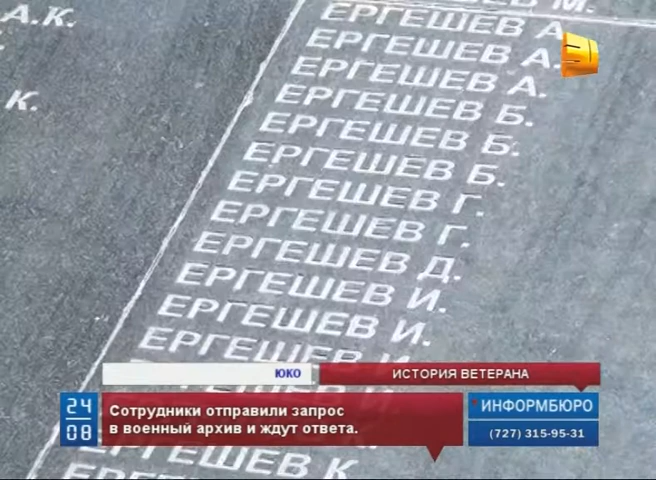 А.К.
К.
ЕРГЕШЕВ А.
ЕРГЕШЕВ А.
ЕРГЕШЕВ А.
ЕРГЕШЕВ Б.
ЕРГЕШЕВ Б.
ЕРГЕШЕВ Б.
ЕРГЕШЕВ Г.
ЕРГЕШЕВ Г.
ЕРГЕШЕВ Д.
ЕРГЕШЕВ И.
ЕРГЕШЕВ И.
ЕРГЕШЕВ И.
ЕРГЕШЕВ К
ЮКО
ИСТОРИЯ ВЕТЕРАНА
24
08
Сотрудники отправили запрос
в военный архив и ждут ответа.
ИНФОРМБЮРО
(727) 315-95-31